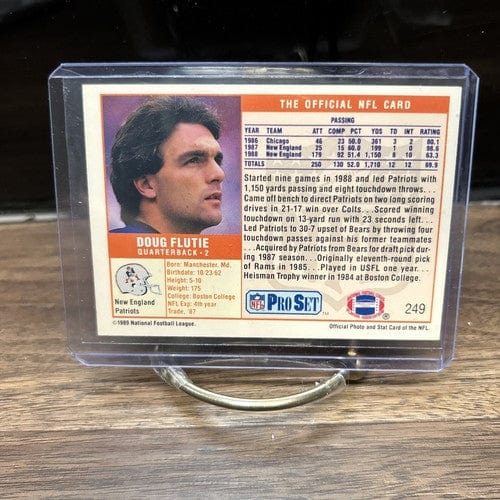 THE OFFICIAL NFL CARD
PASSING
YEAR TEAM ATT COMP PCT YDS TD INT RATING
1986 Chicago 46 23 50.0 361 3 2 80.1
1987 New England 25 15 60.0 199 1 0 98.6
1988 New England 179 92 51.4 1,150 8 10 63.3
TOTALS 250 130 52.0 1,710 12 12 69.9
Started nine games in 1988 and led Patriots with
1,150 yards passing and eight touchdown throws...
Came off bench to direct Patriots on two long scoring
drives in 21-17 win over Colts...Scored winning
touchdown on 13-yard run with 23 seconds left...
Led Patriots to 30-7 upset of Bears by throwing four
touchdown passes against his former teammates
...Acquired by Patriots from Bears for draft pick dur-
ing 1987 season...Originally eleventh-round pick
of Rams in 1985...Played in USFL one year...
Heisman Trophy winner in 1984 at Boston College.
DOUG FLUTIE
QUARTERBACK • 2
New England
Patriots
Born: Manchester, Md.
Birthdate: 10-23-62
Height: 5-10
Weight: 175
College: Boston College
NFL Exp: 4th year
Trade, '87
©1989 National Football League.
NFL PRO SET ™
® 249
Official Photo and Stat Card of the NFL.